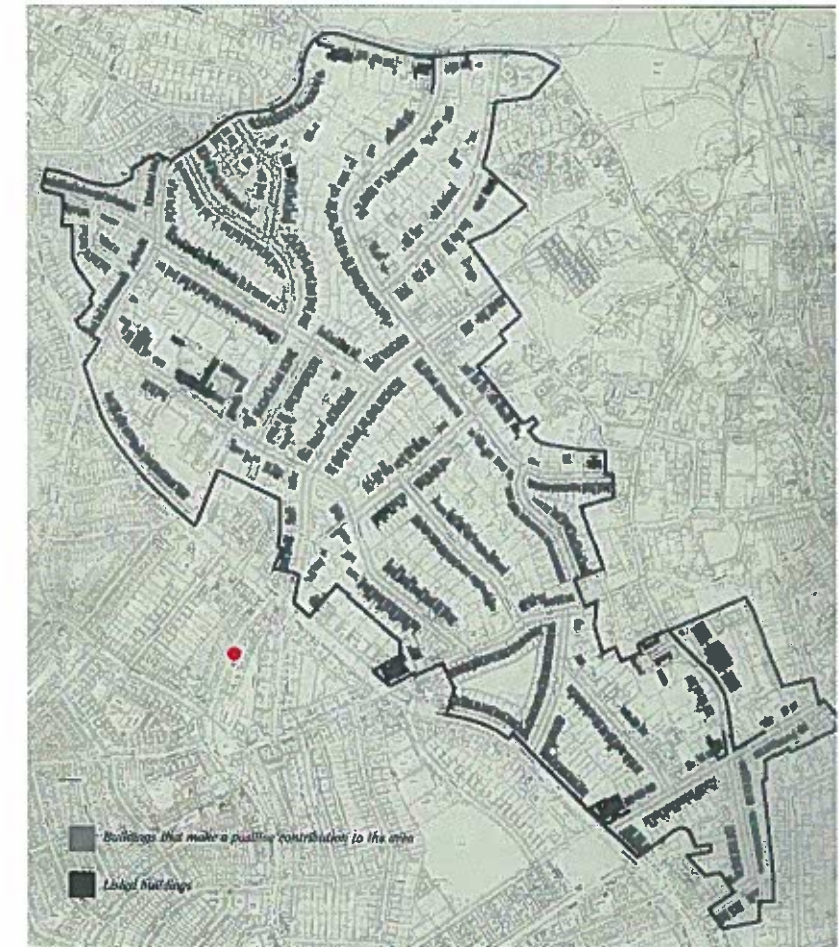 Buildings that make a positive contribution to the area
Listed buildings